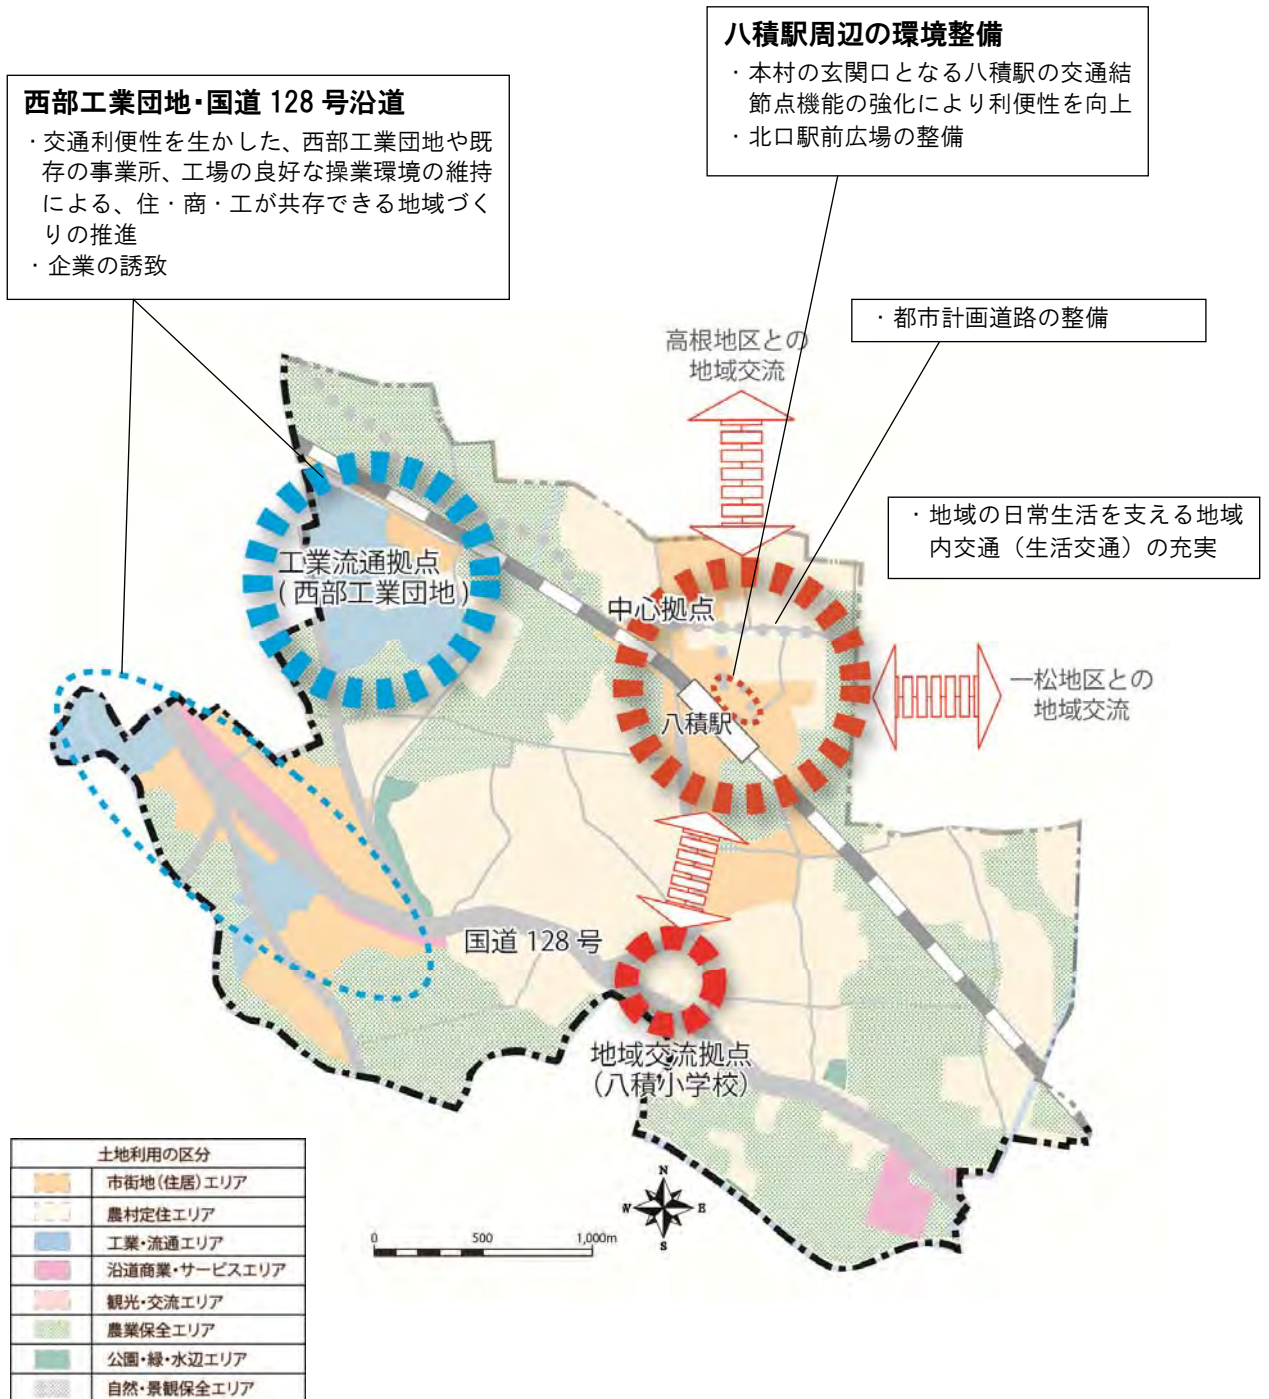 八積駅周辺の環境整備
・本村の玄関口となる八積駅の交通結
節点機能の強化により利便性を向上
・北口駅前広場の整備
西部工業団地・国道 128 号沿道
・交通利便性を生かした、西部工業団地や既
存の事業所、工場の良好な操業環境の維持
による、住・商・工が共存できる地域づく
りの推進
・企業の誘致
・都市計画道路の整備
高根地区との
地域交流
・地域の日常生活を支える地域
内交通（生活交通）の充実
工業流通拠点
(西部工業団地)
中心拠点
八積駅
一松地区との
地域交流
国道 128 号
地域交流拠点
(八積小学校)
土地利用の区分
市街地(住居)エリア
農村定住エリア
工業・流通エリア
沿道商業・サービスエリア
観光・交流エリア
農業保全エリア
公園・緑・水辺エリア
自然・景観保全エリア
0 500 1,000m
N
W E
S